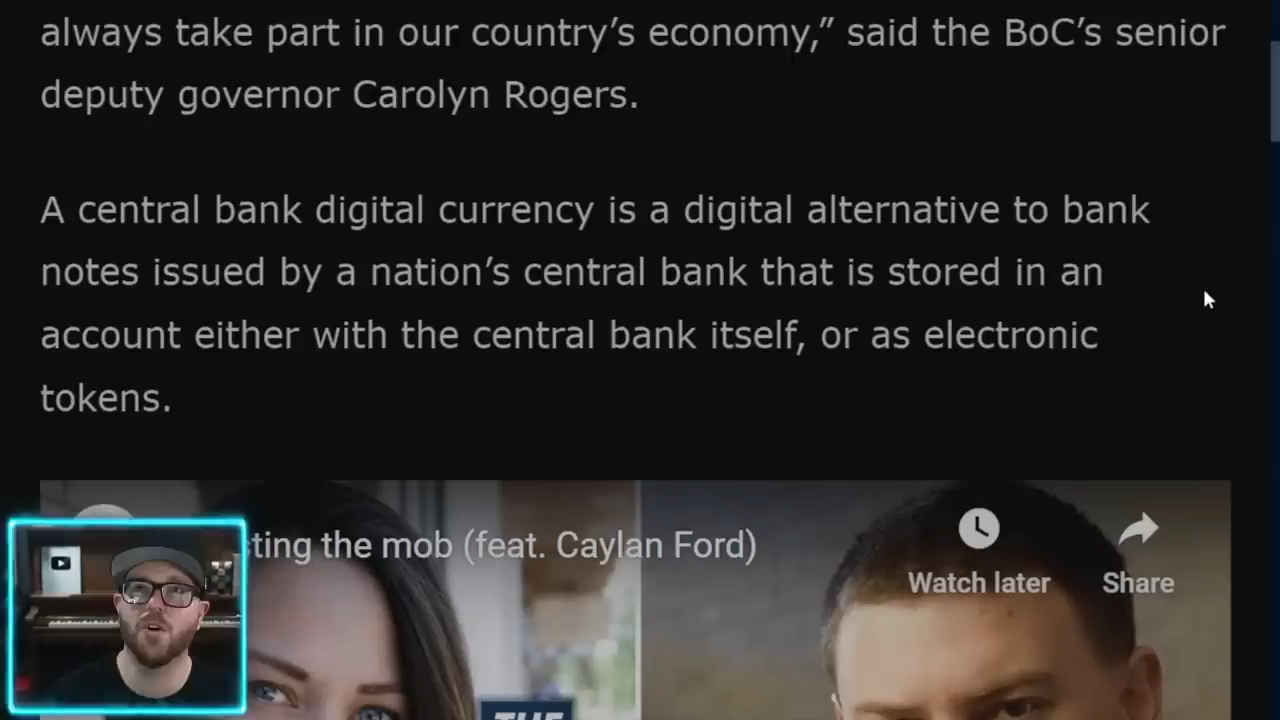 always take part in our country’s economy,” said the BoC’s senior
deputy governor Carolyn Rogers.
A central bank digital currency is a digital alternative to bank
notes issued by a nation’s central bank that is stored in an
account either with the central bank itself, or as electronic
tokens.
the mob (feat. Caylan Ford)
Watch later
Share
THE